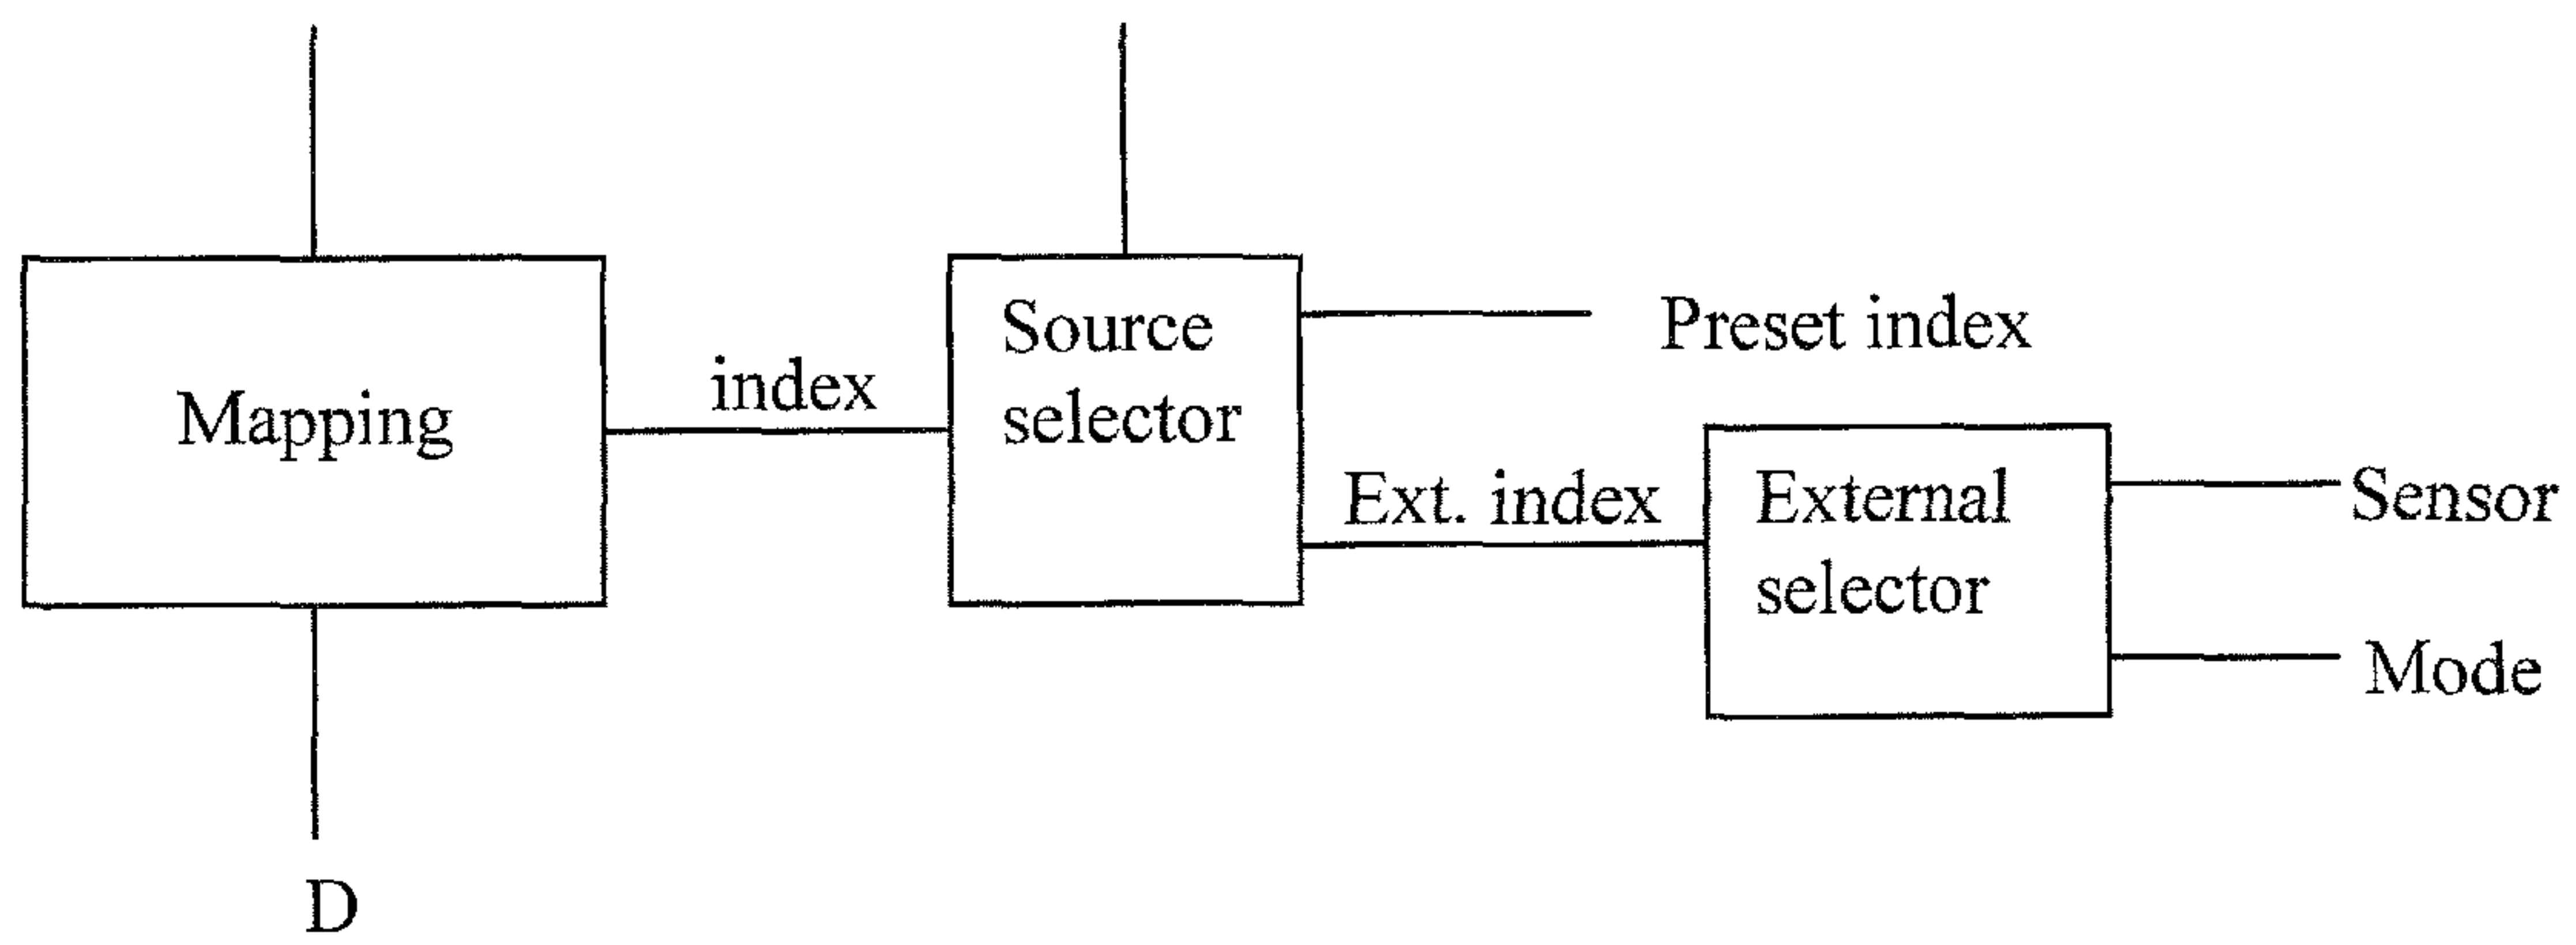 Mapping
index
Source
selector
Preset index
Ext. index
External
selector
Sensor
Mode
D